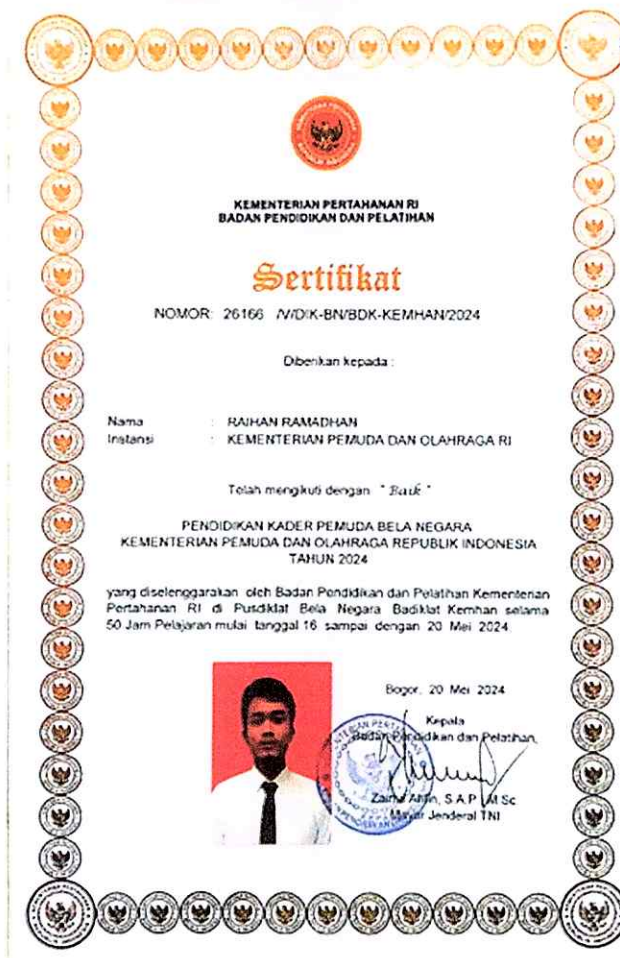 KEMENTERIAN PERTAHANAN RI
BADAN PENDIDIKAN DAN PELATIHAN
Sertifikat
NOMOR: 26166 /V/DIK-BN/BDK-KEMHAN/2024
Diberikan kepada :
Nama : RAIHAN RAMADHAN
Instansi : KEMENTERIAN PEMUDA DAN OLAHRAGA RI
Telah mengikuti dengan " Baik "
PENDIDIKAN KADER PEMUDA BELA NEGARA
KEMENTERIAN PEMUDA DAN OLAHRAGA REPUBLIK INDONESIA
TAHUN 2024
yang diselenggarakan oleh Badan Pendidikan dan Pelatihan Kementerian
Pertahanan RI di Pusdiklat Bela Negara Badiklat Kemhan selama
50 Jam Pelajaran mulai tanggal 16 sampai dengan 20 Mei 2024
Bogor, 20 Mei 2024
Kepala
Badan Pendidikan dan Pelatihan,
Arifin, S.A.P., M.Sc
Mayor Jenderal TNI